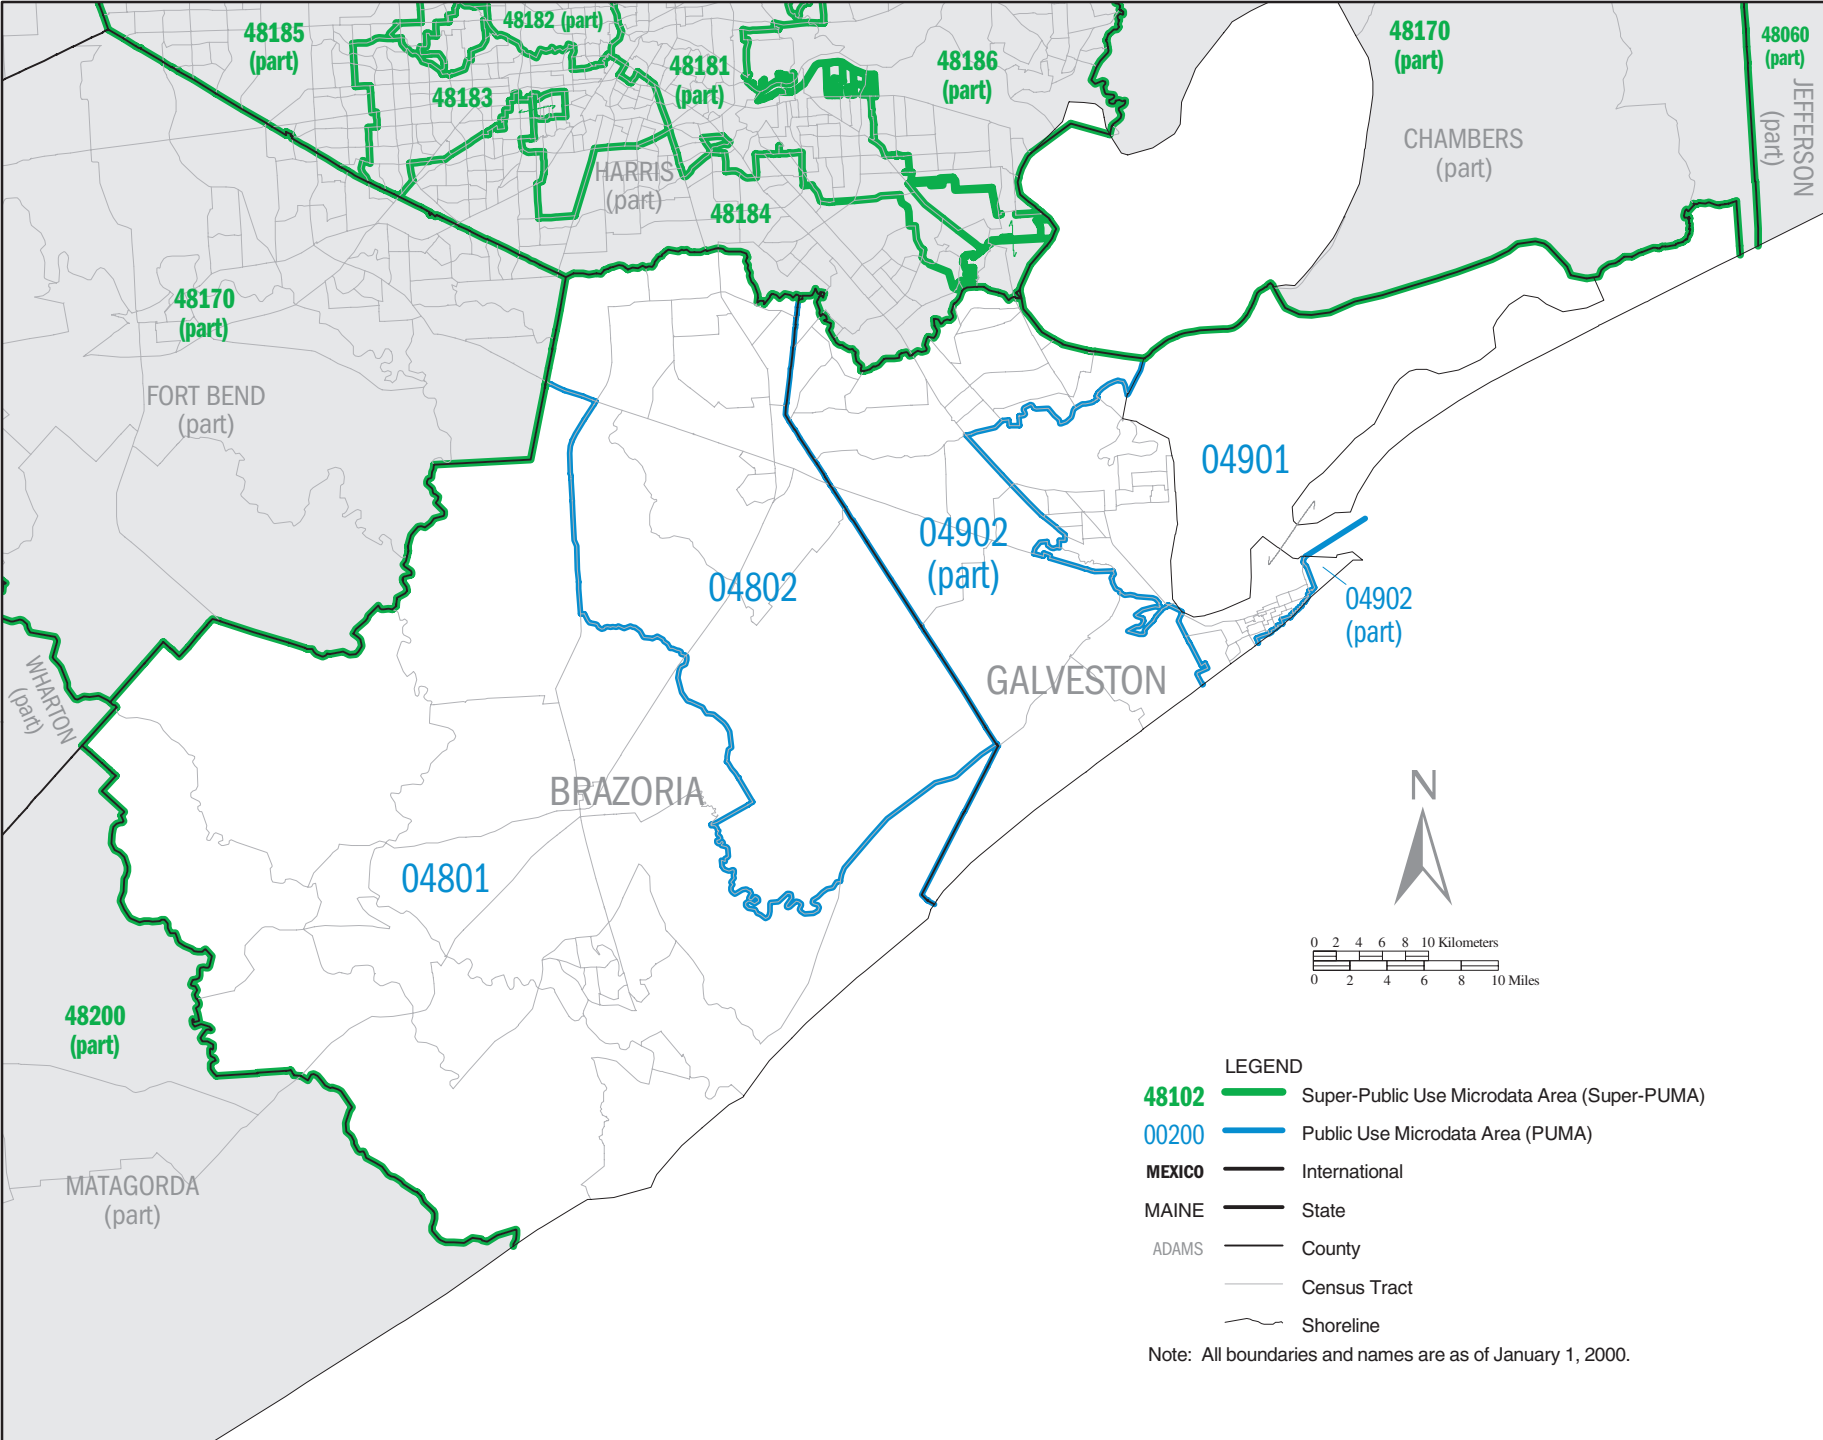 48185
(part)
48182 (part)
48181
(part)
48186
(part)
48170
(part)
48060
(part)
48183
JEFFERSON
(part)
CHAMBERS
(part)
HARRIS
(part)
48184
48170
(part)
FORT BEND
(part)
04901
04902
(part)
04802
04902
(part)
WHARTON
(part)
GALVESTON
BRAZORIA
04801
N
0 2 4 6 8 10 Kilometers
0 2 4 6 8 10 Miles
48200
(part)
MATAGORDA
(part)
LEGEND
48102 Super-Public Use Microdata Area (Super-PUMA)
00200 Public Use Microdata Area (PUMA)
MEXICO International
MAINE State
ADAMS County
Census Tract
Shoreline
Note: All boundaries and names are as of January 1, 2000.